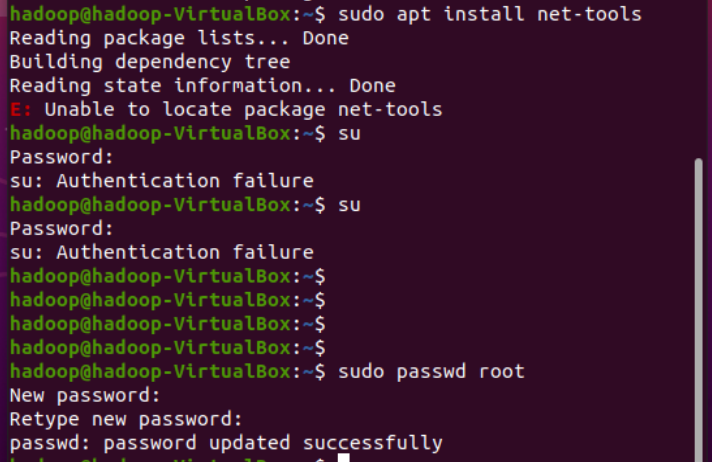 hadoop@hadoop-VirtualBox:~$ sudo apt install net-tools
Reading package lists... Done
Building dependency tree
Reading state information... Done
E: Unable to locate package net-tools
hadoop@hadoop-VirtualBox:~$ su
Password:
su: Authentication failure
hadoop@hadoop-VirtualBox:~$ su
Password:
su: Authentication failure
hadoop@hadoop-VirtualBox:~$
hadoop@hadoop-VirtualBox:~$
hadoop@hadoop-VirtualBox:~$
hadoop@hadoop-VirtualBox:~$
hadoop@hadoop-VirtualBox:~$ sudo passwd root
New password:
Retype new password:
passwd: password updated successfully
hadoop@hadoop-VirtualBox:~$